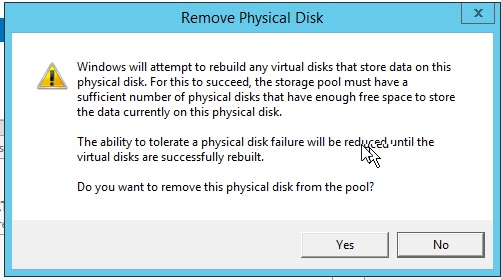 Remove Physical Disk
x
Windows will attempt to rebuild any virtual disks that store data on this
physical disk. For this to succeed, the storage pool must have a
sufficient number of physical disks that have enough free space to store
the data currently on this physical disk.
The ability to tolerate a physical disk failure will be reduced until the
virtual disks are successfully rebuilt.
Do you want to remove this physical disk from the pool?
Yes
No